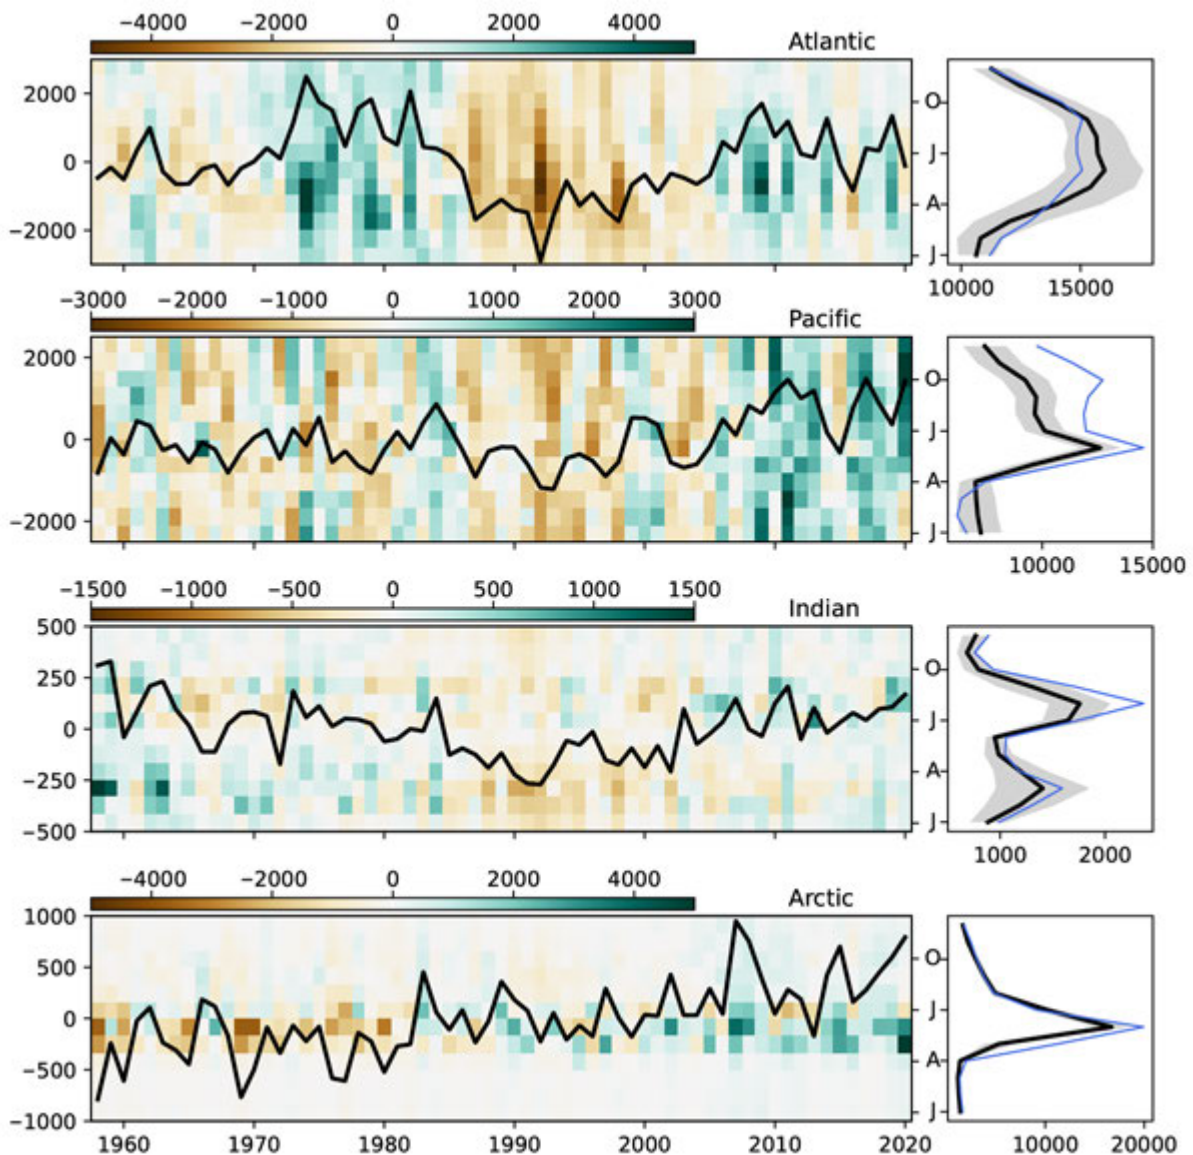 −4000 −2000 0 2000 4000 Atlantic
2000
0
−2000
O
J
A
J
10000 15000
−3000 −2000 −1000 0 1000 2000 3000 Pacific
2000
0
−2000
O
J
A
J
10000 15000
−1500 −1000 −500 0 500 1000 1500 Indian
500
250
0
−250
−500
O
J
A
J
1000 2000
−4000 −2000 0 2000 4000 Arctic
1000
500
0
−500
−1000
O
J
A
J
1960 1970 1980 1990 2000 2010 2020
10000 20000